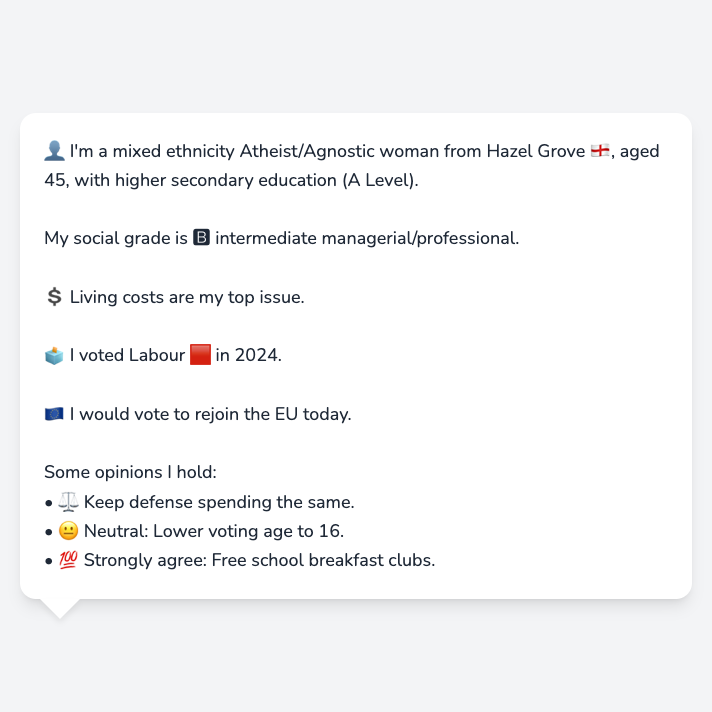 👤 I'm a mixed ethnicity Atheist/Agnostic woman from Hazel Grove 🏴󠁧󠁢󠁥󠁮󠁧󠁿, aged
45, with higher secondary education (A Level).
My social grade is 🅱 intermediate managerial/professional.
💲 Living costs are my top issue.
🗳️ I voted Labour 🟥 in 2024.
🇪🇺 I would vote to rejoin the EU today.
Some opinions I hold:
• ⚖️ Keep defense spending the same.
• 😐 Neutral: Lower voting age to 16.
• 💯 Strongly agree: Free school breakfast clubs.